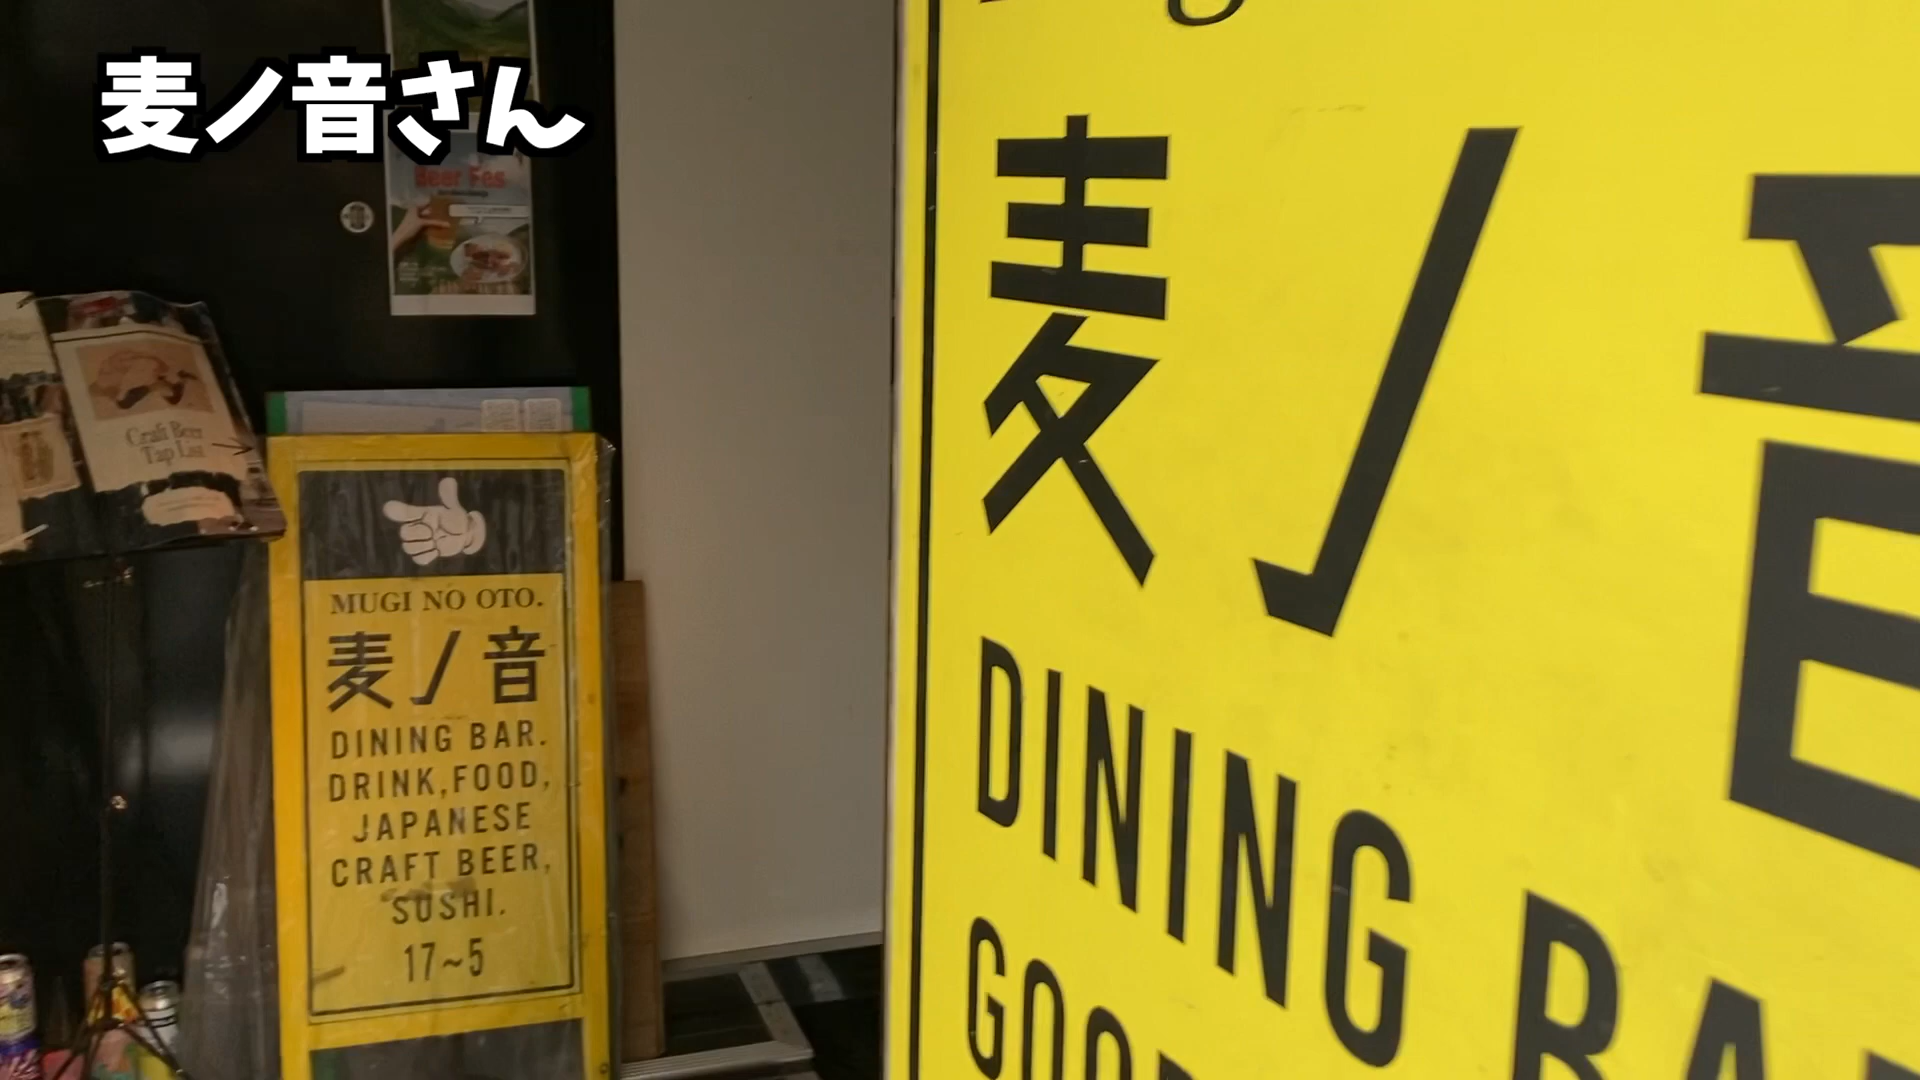 麦ノ音さん
Beer Fes
Craft Beer
Tap List
MUGI NO OTO.
麦ノ音
DINING BAR.
DRINK,FOOD,
JAPANESE
CRAFT BEER,
SUSHI.
17~5
麦ノ音
DINING BA
GOO